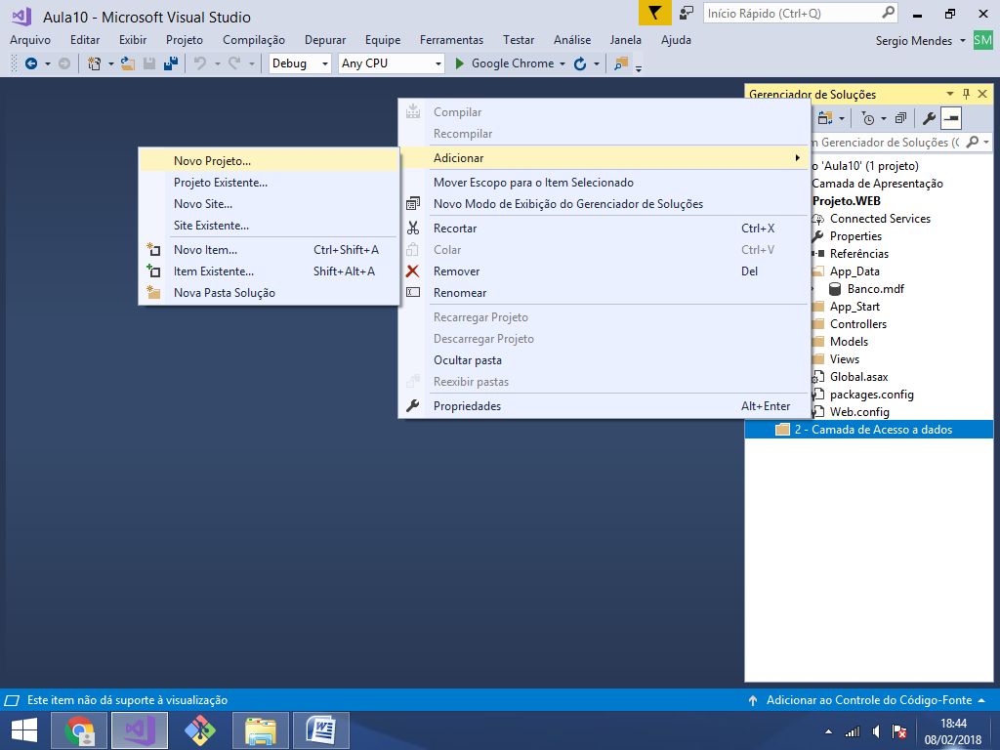 Aula10 - Microsoft Visual Studio
Início Rápido (Ctrl+Q)
Arquivo Editar Exibir Projeto Compilação Depurar Equipe Ferramentas Testar Análise Janela Ajuda
Sergio Mendes SM
Debug Any CPU Google Chrome
Gerenciador de Soluções
Gerenciador de Soluções (
'Aula10' (1 projeto)
Camada de Apresentação
Projeto.WEB
Connected Services
Properties
Referências
App_Data
Banco.mdf
App_Start
Controllers
Models
Views
Global.asax
packages.config
Web.config
2 - Camada de Acesso a dados
Compilar
Recompilar
Adicionar
Mover Escopo para o Item Selecionado
Novo Modo de Exibição do Gerenciador de Soluções
Recortar Ctrl+X
Colar Ctrl+V
Remover Del
Renomear
Recarregar Projeto
Descarregar Projeto
Ocultar pasta
Reexibir pastas
Propriedades Alt+Enter
Novo Projeto...
Projeto Existente...
Novo Site...
Site Existente...
Novo Item... Ctrl+Shift+A
Item Existente... Shift+Alt+A
Nova Pasta Solução
Este item não dá suporte à visualização
Adicionar ao Controle do Código-Fonte
18:44
08/02/2018